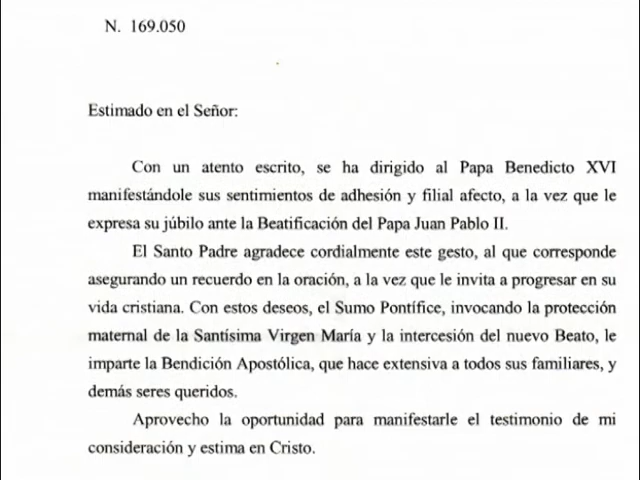 N. 169.050
Estimado en el Señor:
Con un atento escrito, se ha dirigido al Papa Benedicto XVI
manifestándole sus sentimientos de adhesión y filial afecto, a la vez que le
expresa su júbilo ante la Beatificación del Papa Juan Pablo II.
El Santo Padre agradece cordialmente este gesto, al que corresponde
asegurando un recuerdo en la oración, a la vez que le invita a progresar en su
vida cristiana. Con estos deseos, el Sumo Pontífice, invocando la protección
maternal de la Santísima Virgen María y la intercesión del nuevo Beato, le
imparte la Bendición Apostólica, que hace extensiva a todos sus familiares, y
demás seres queridos.
Aprovecho la oportunidad para manifestarle el testimonio de mi
consideración y estima en Cristo.